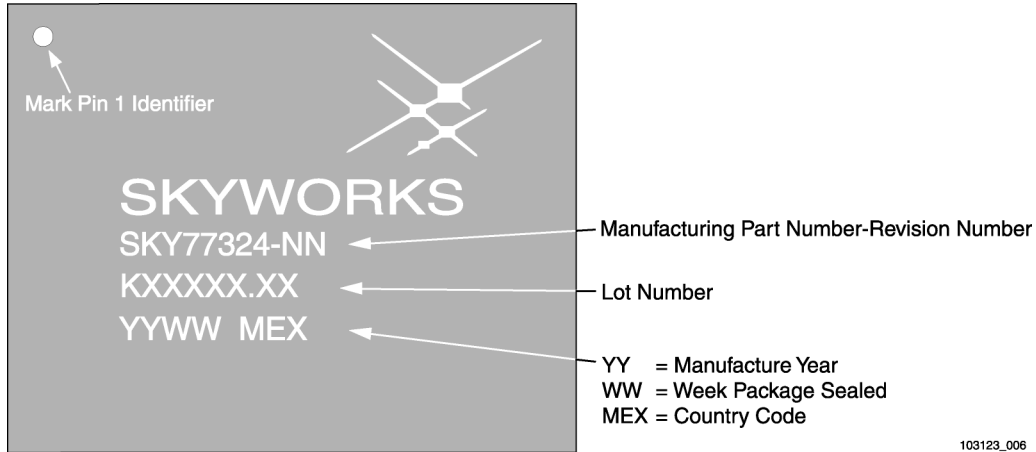 Mark Pin 1 Identifier
SKYWORKS
SKY77324-NN
Manufacturing Part Number-Revision Number
KXXXXX.XX
Lot Number
YYWW MEX
YY = Manufacture Year
WW = Week Package Sealed
MEX = Country Code
103123_006